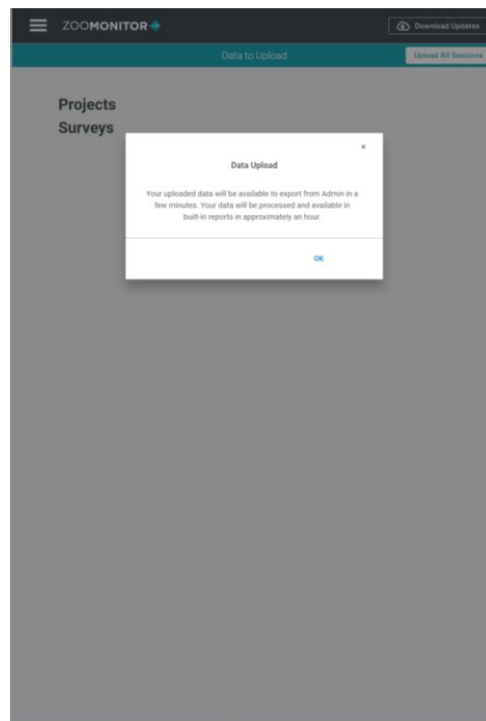 ZOOMONITOR
Download Updates
Data to Upload
Upload All Sessions
Projects
Surveys
×
Data Upload
Your uploaded data will be available to export from Admin in a
few minutes. Your data will be processed and available in
built-in reports in approximately an hour.
OK